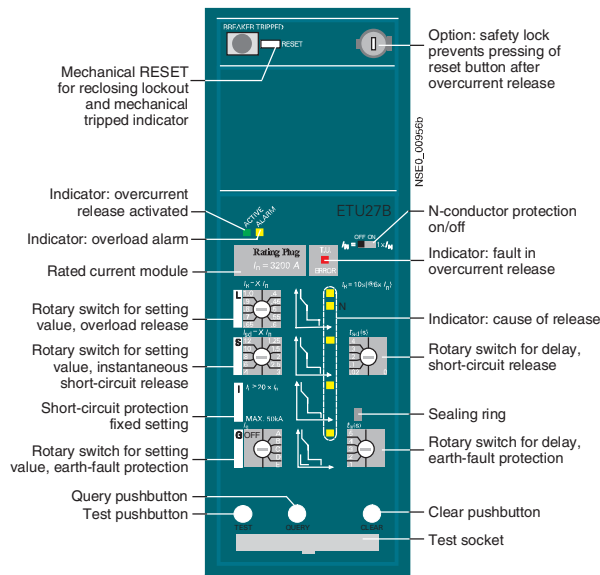 BREAKER TRIPPED
RESET
Option: safety lock
prevents pressing of
reset button after
overcurrent release
Mechanical RESET
for reclosing lockout
and mechanical
tripped indicator
NSE0_00956b
Indicator: overcurrent
release activated
ACTIVE
ALARM
ETU27B
N-conductor protection
on/off
OFF ON
Indicator: overload alarm
Rating Plug
In = 3200 A
T.U.
ERROR
Indicator: fault in
overcurrent release
Rated current module
L
N
Rotary switch for setting
value, overload release
Indicator: cause of release
S
Rotary switch for setting
value, instantaneous
short-circuit release
Rotary switch for delay,
short-circuit release
I
MAX. 50kA
Short-circuit protection
fixed setting
Sealing ring
G
OFF
Rotary switch for setting
value, earth-fault protection
Rotary switch for delay,
earth-fault protection
Query pushbutton
Test pushbutton
Clear pushbutton
TEST
QUERY
CLEAR
Test socket